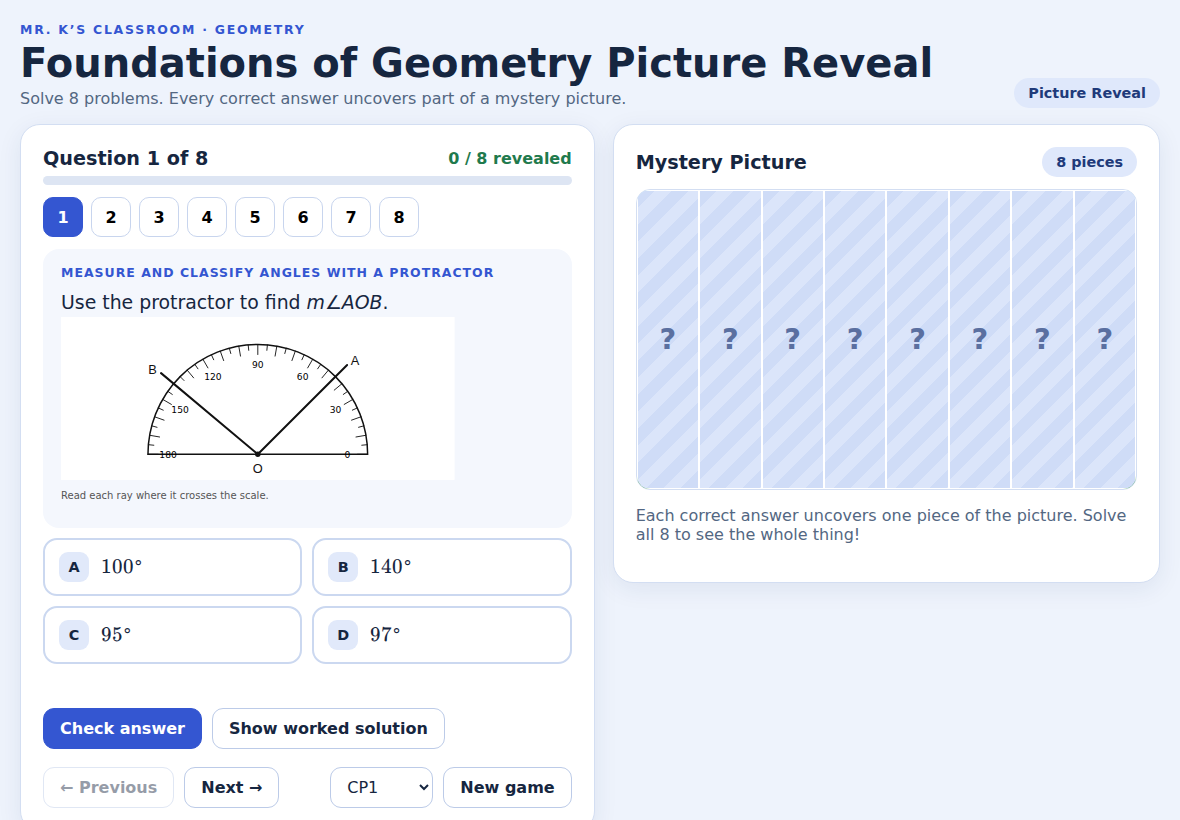 MR. K’S CLASSROOM · GEOMETRY
Foundations of Geometry Picture Reveal
Solve 8 problems. Every correct answer uncovers part of a mystery picture.
Picture Reveal
Question 1 of 8
0 / 8 revealed
1 2 3 4 5 6 7 8
MEASURE AND CLASSIFY ANGLES WITH A PROTRACTOR
Use the protractor to find m∠AOB.
B
A
90
120
60
150
30
180
0
O
Read each ray where it crosses the scale.
A 100°
B 140°
C 95°
D 97°
Check answer
Show worked solution
← Previous
Next →
CP1
New game
Mystery Picture
8 pieces
? ? ? ? ? ? ? ?
Each correct answer uncovers one piece of the picture. Solve
all 8 to see the whole thing!